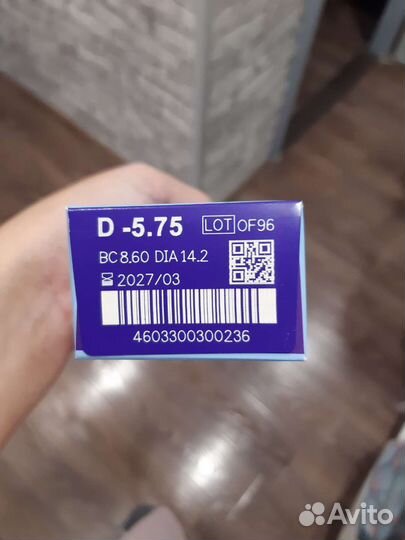 D -5.75 LOT OF96
BC 8.60 DIA 14.2
2027/03
4603300300236
Avito